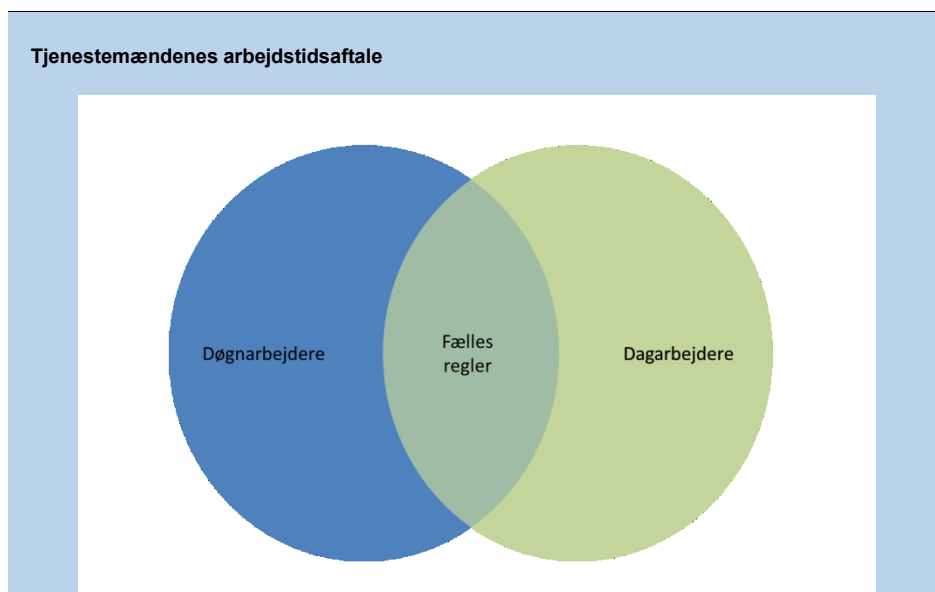 Tjenestemændenes arbejdstidsaftale
Døgnarbejdere
Fælles
regler
Dagarbejdere